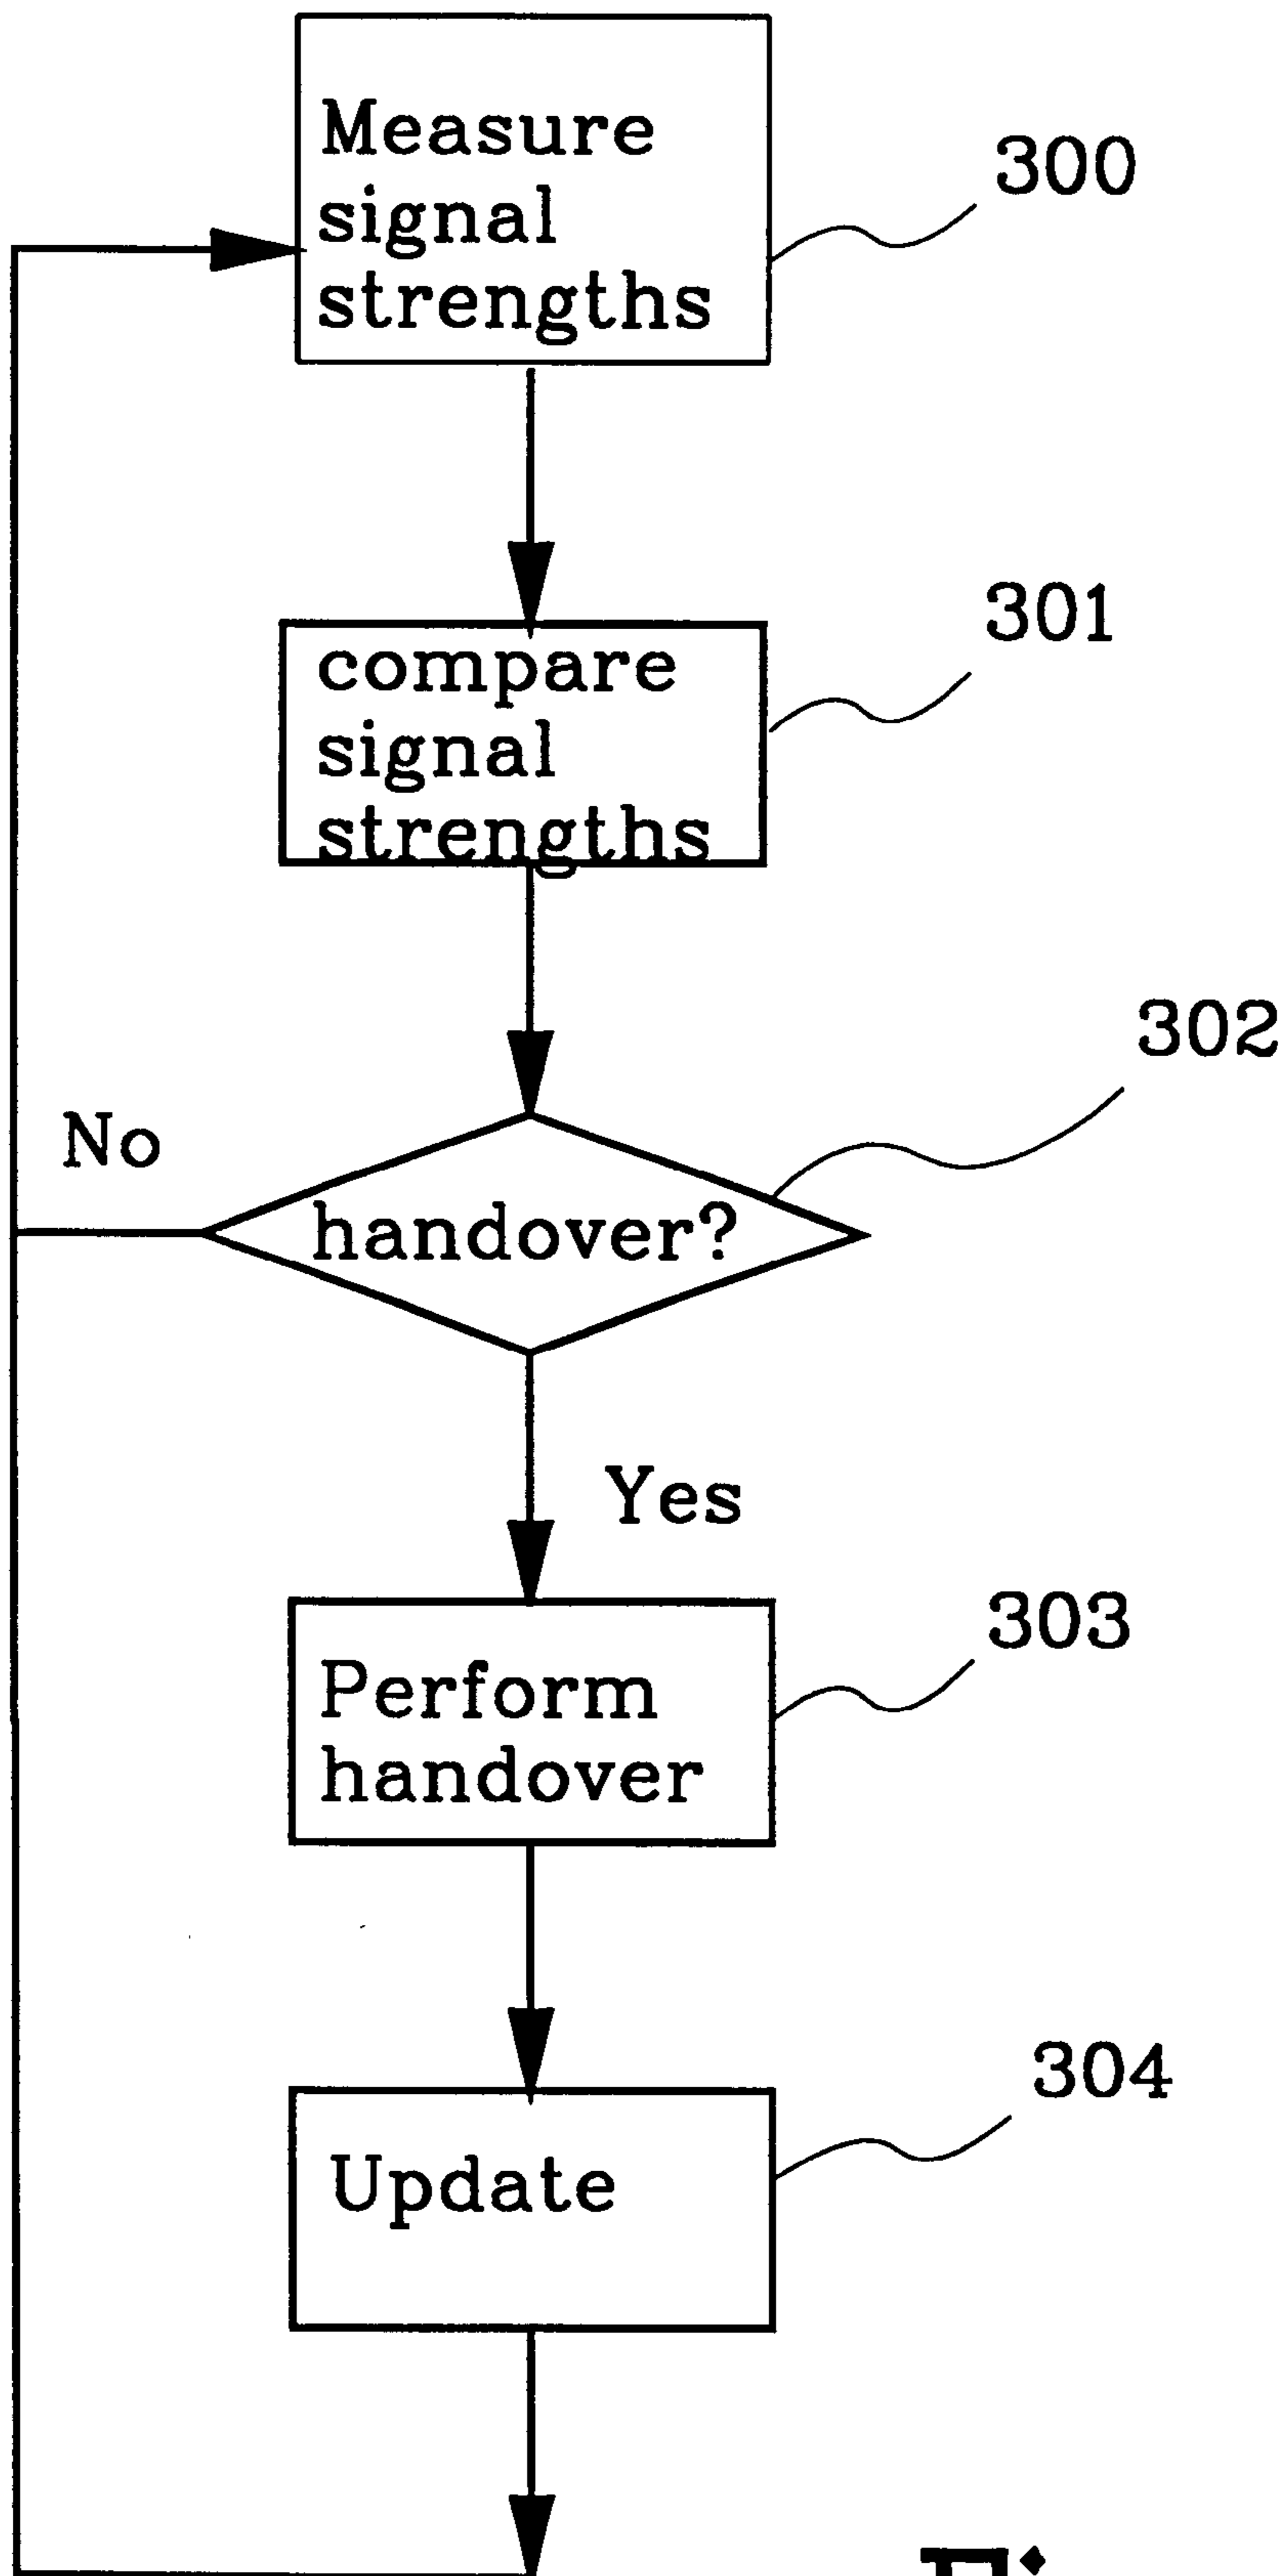 Measure
signal
strengths
300
compare
signal
strengths
301
302
No
handover?
Yes
Perform
handover
303
Update
304